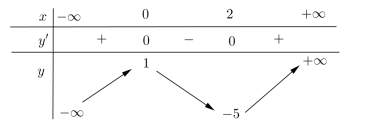 x −∞ 0 2 +∞
y′ + 0 − 0 +
y −∞ 1 −5 +∞